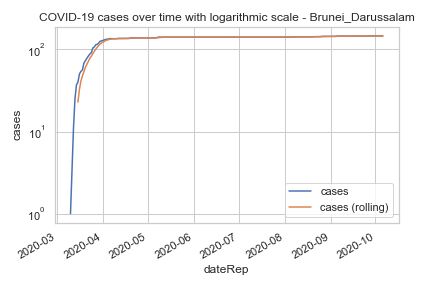 COVID-19 cases over time with logarithmic scale - Brunei_Darussalam
10²
10¹
10⁰
cases
cases
cases (rolling)
2020-03
2020-04
2020-05
2020-06
2020-07
2020-08
2020-09
2020-10
dateRep